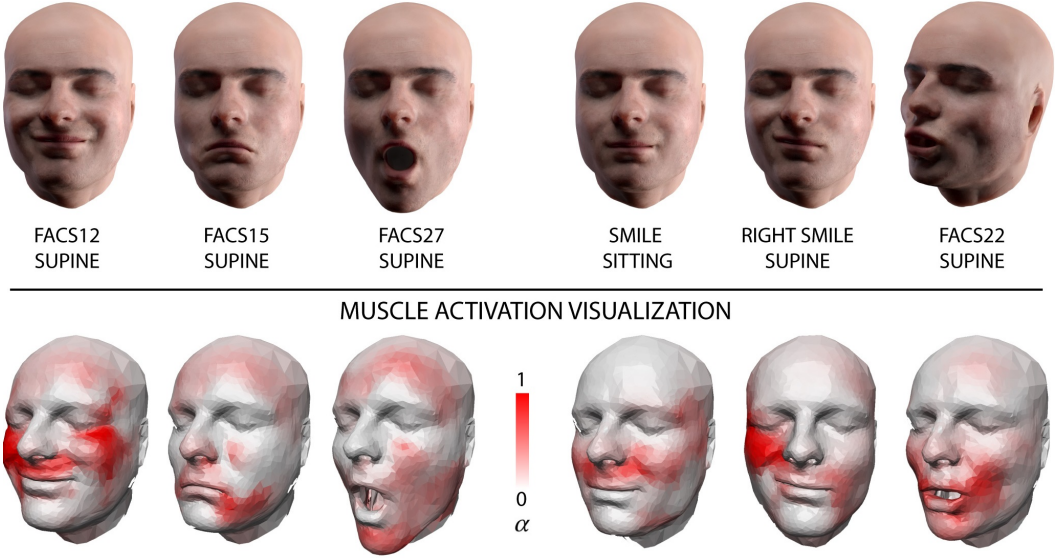 FACS12
SUPINE
FACS15
SUPINE
FACS27
SUPINE
SMILE
SITTING
RIGHT SMILE
SUPINE
FACS22
SUPINE
MUSCLE ACTIVATION VISUALIZATION
1
0
α